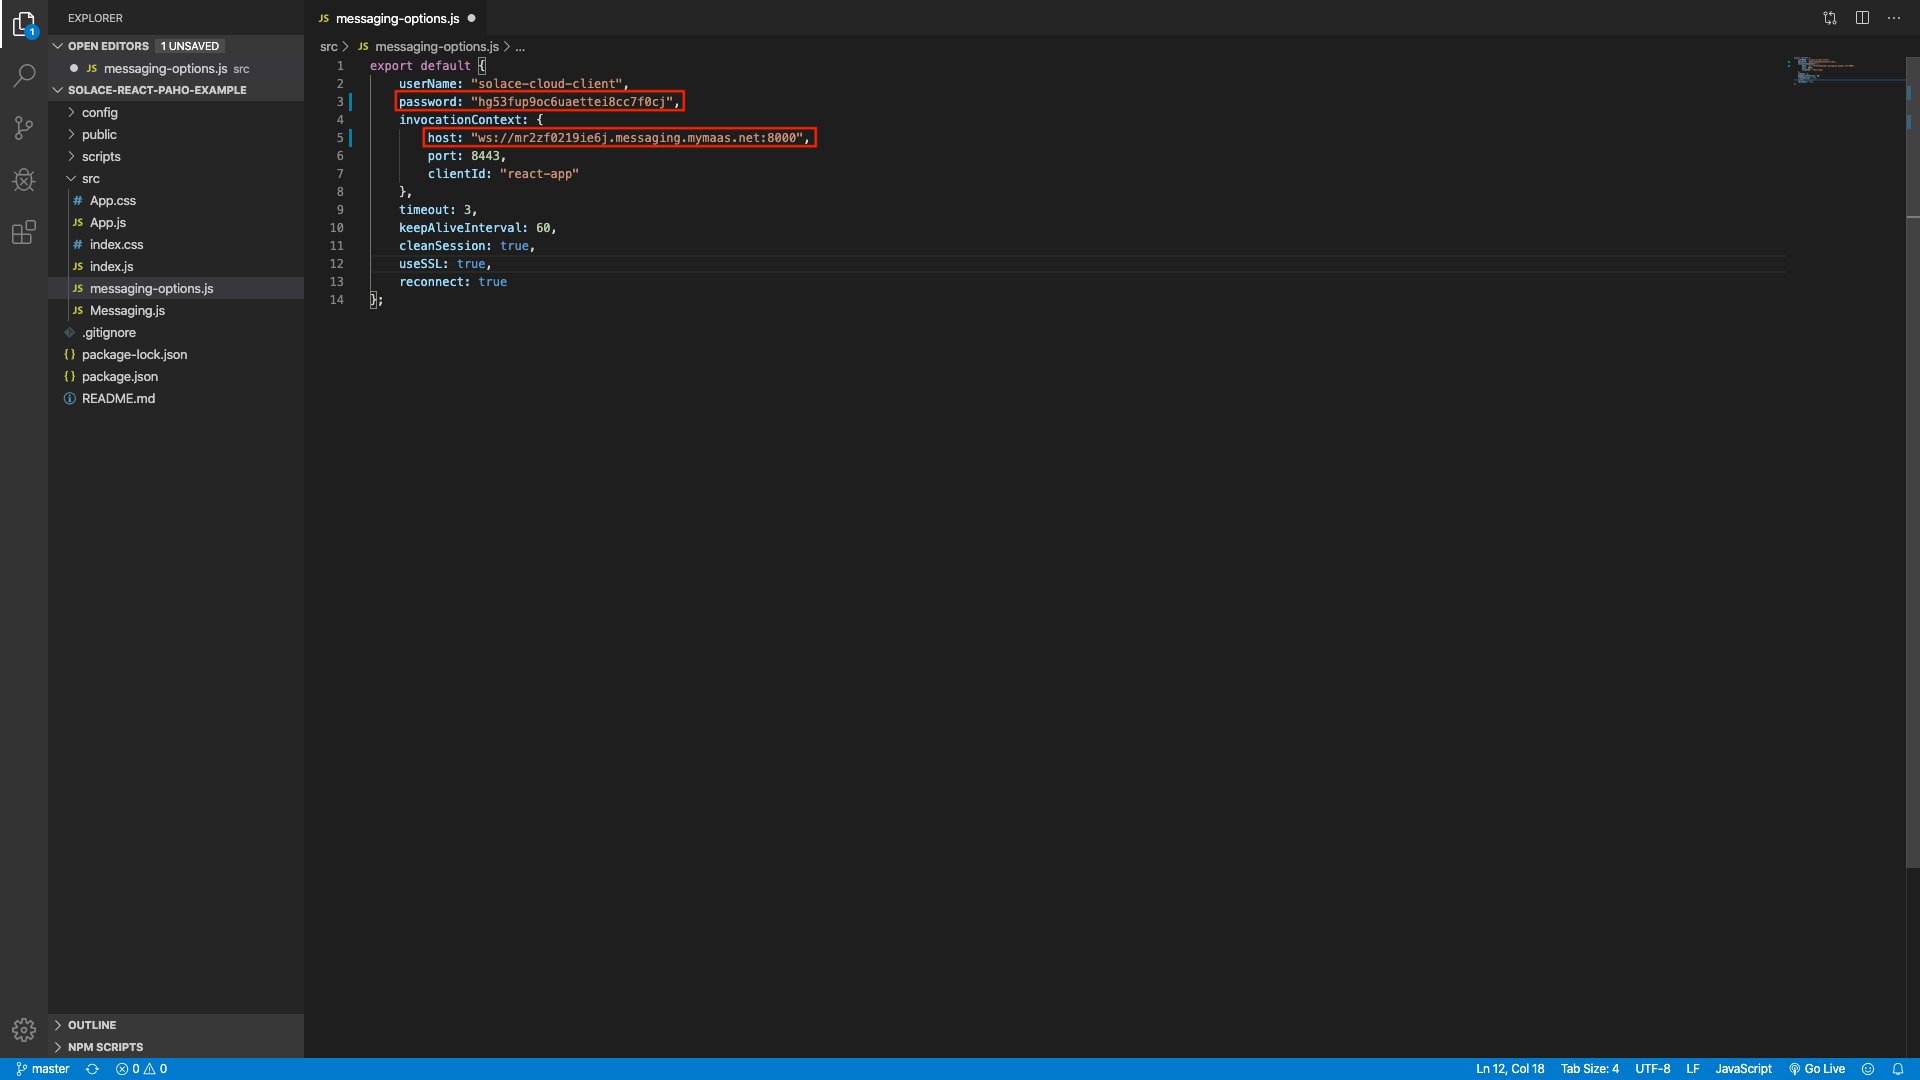 EXPLORER
OPEN EDITORS 1 UNSAVED
JS messaging-options.js src
SOLACE-REACT-PAHO-EXAMPLE
config
public
scripts
src
# App.css
JS App.js
# index.css
JS index.js
JS messaging-options.js
JS Messaging.js
.gitignore
{} package-lock.json
{} package.json
README.md
OUTLINE
NPM SCRIPTS
1
JS messaging-options.js
src > JS messaging-options.js > ...
1 export default {
2 userName: "solace-cloud-client",
3 password: "hg53fup9oc6uaettei8cc7f0cj",
4 invocationContext: {
5 host: "ws://mr2zf0219ie6j.messaging.mymaas.net:8000",
6 port: 8443,
7 clientId: "react-app"
8 },
9 timeout: 3,
10 keepAliveInterval: 60,
11 cleanSession: true,
12 useSSL: true,
13 reconnect: true
14 };
master 0 0 Ln 12, Col 18 Tab Size: 4 UTF-8 LF JavaScript Go Live